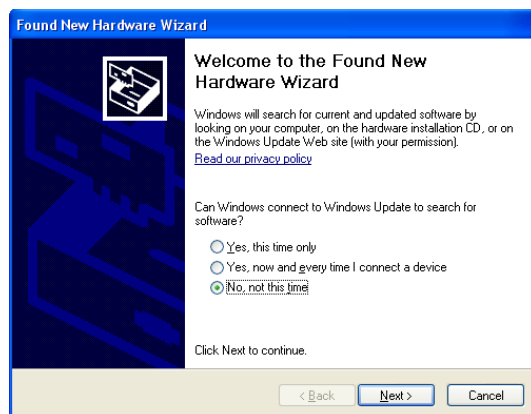 Found New Hardware Wizard
Welcome to the Found New
Hardware Wizard
Windows will search for current and updated software by
looking on your computer, on the hardware installation CD, or on
the Windows Update Web site (with your permission).
Read our privacy policy
Can Windows connect to Windows Update to search for
software?
Yes, this time only
Yes, now and every time I connect a device
No, not this time
Click Next to continue.
< Back Next > Cancel